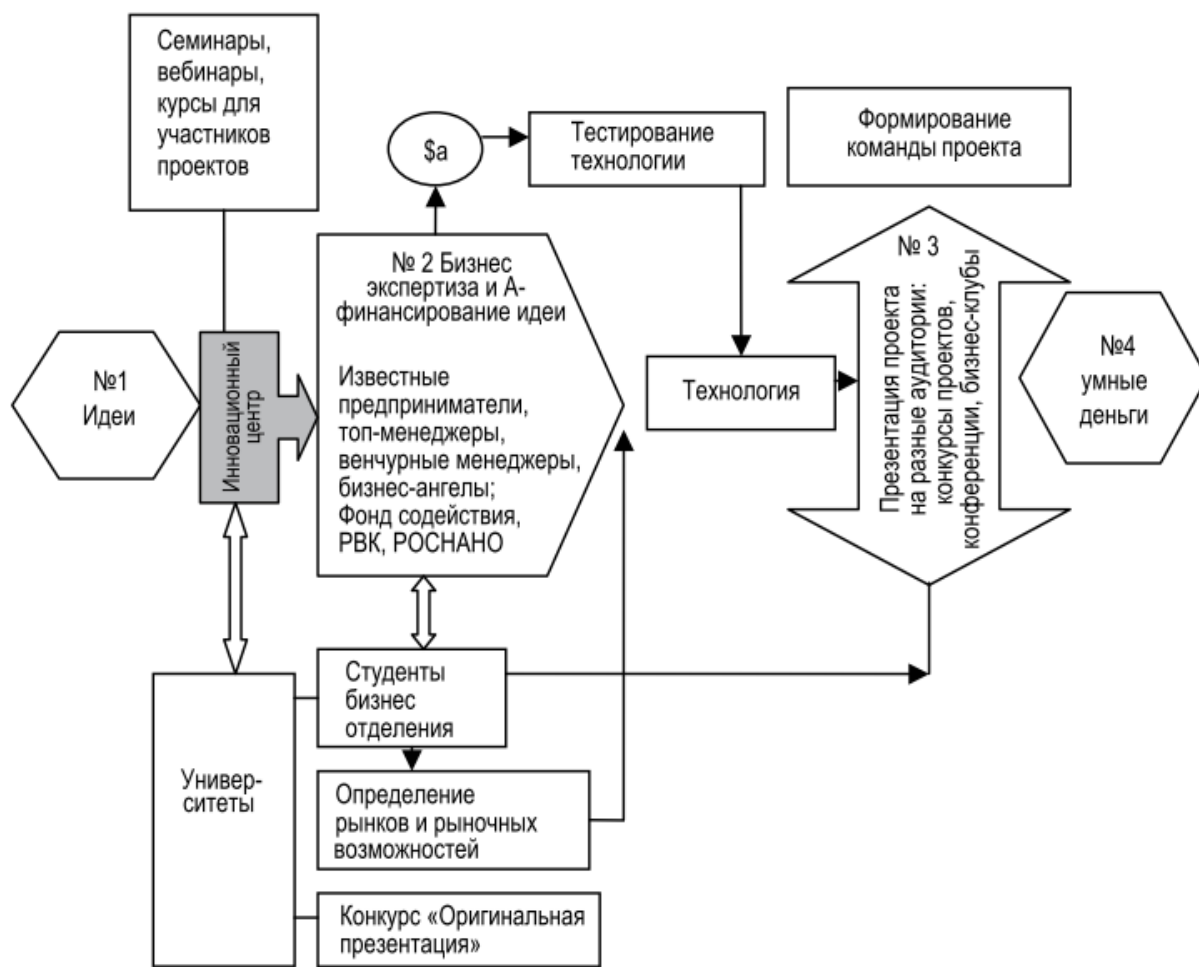 Семинары,
вебинары,
курсы для
участников
проектов
$a
Тестирование
технологии
Формирование
команды проекта
№1
Идеи
Инновационный
центр
№ 2 Бизнес
экспертиза и А-
финансирование идеи
Известные
предприниматели,
топ-менеджеры,
венчурные менеджеры,
бизнес-ангелы;
Фонд содействия,
РВК, РОСНАНО
Технология
№ 3
Презентация проекта
на разные аудитории:
конкурсы проектов,
конференции, бизнес-клубы
№4
умные
деньги
Универ-
ситеты
Студенты
бизнес
отделения
Определение
рынков и рыночных
возможностей
Конкурс «Оригинальная
презентация»